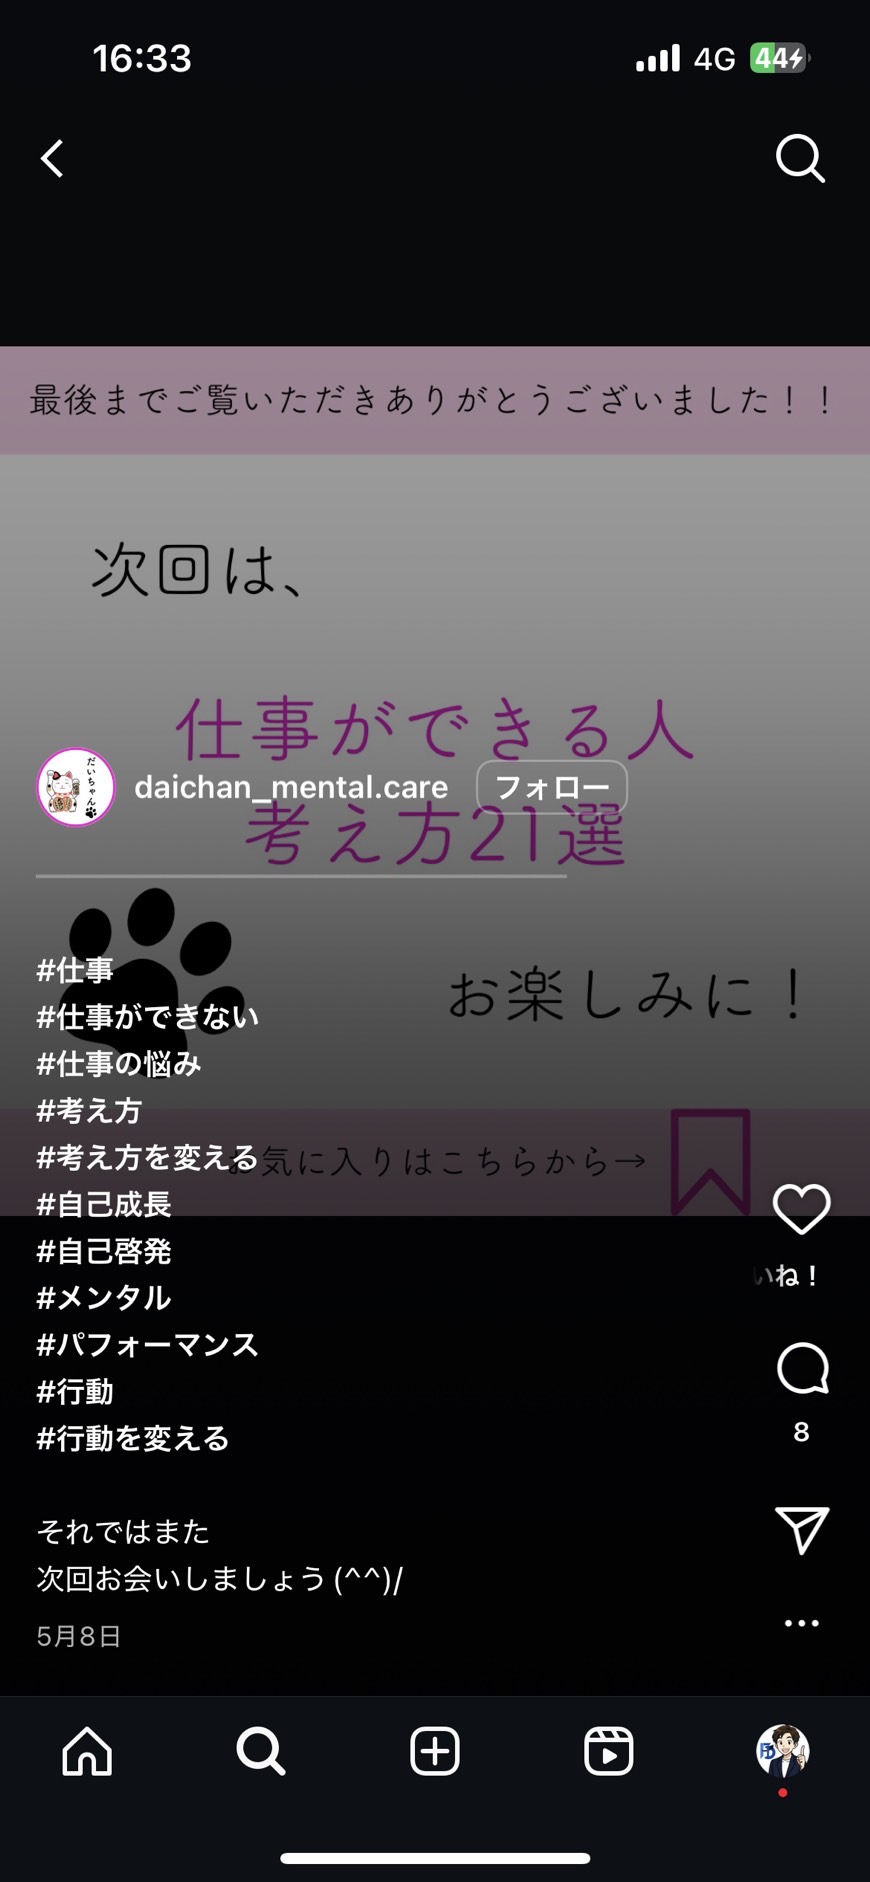 16:33
4G 44
最後までご覧いただきありがとうございました！！
次回は、
仕事ができる人
だいちゃん
daichan_mental.care フォロー
考え方21選
お楽しみに！
#仕事
#仕事ができない
#仕事の悩み
#考え方
#考え方を変える
お気に入りはこちらから→
#自己成長
#自己啓発
#メンタル
#パフォーマンス
#行動
#行動を変える
いね！
8
それではまた
次回お会いしましょう (^^)/
5月8日